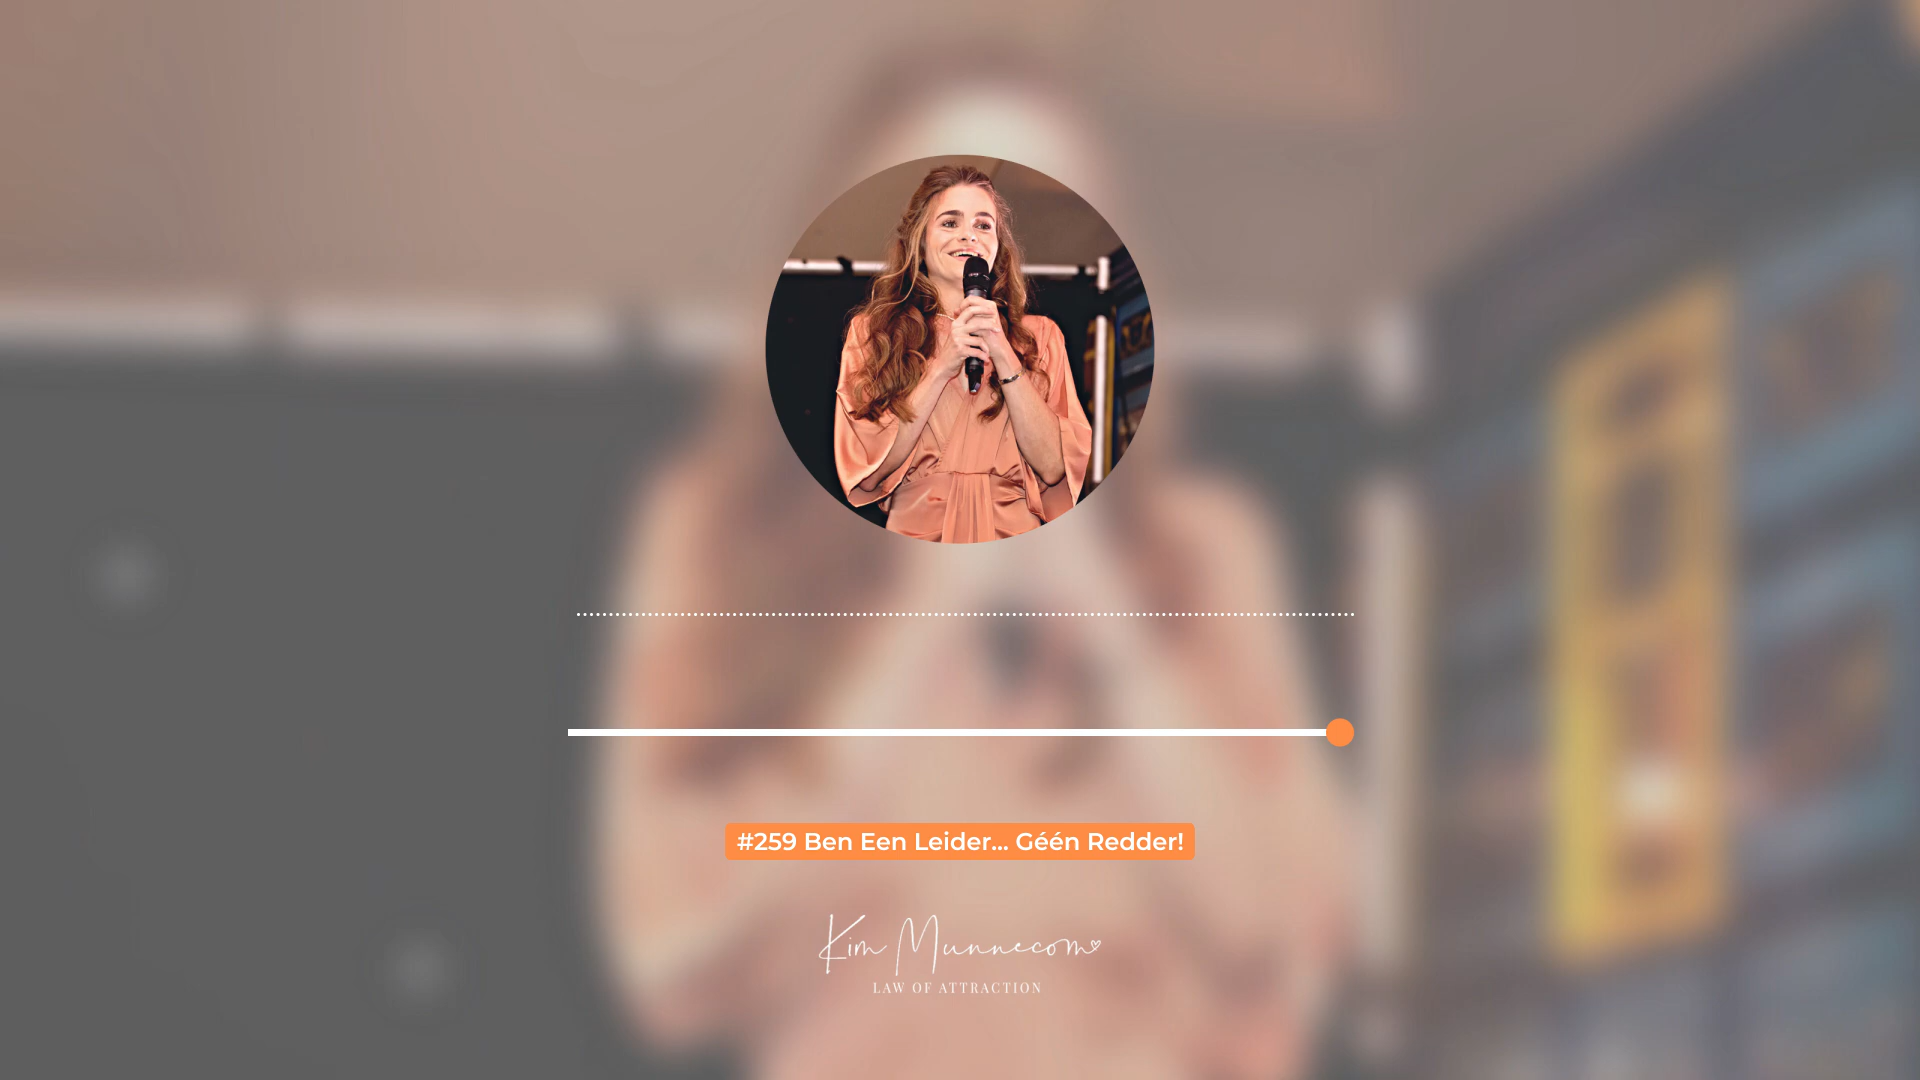 #259 Ben Een Leider... Géén Redder!
Kim Munnecom
LAW OF ATTRACTION